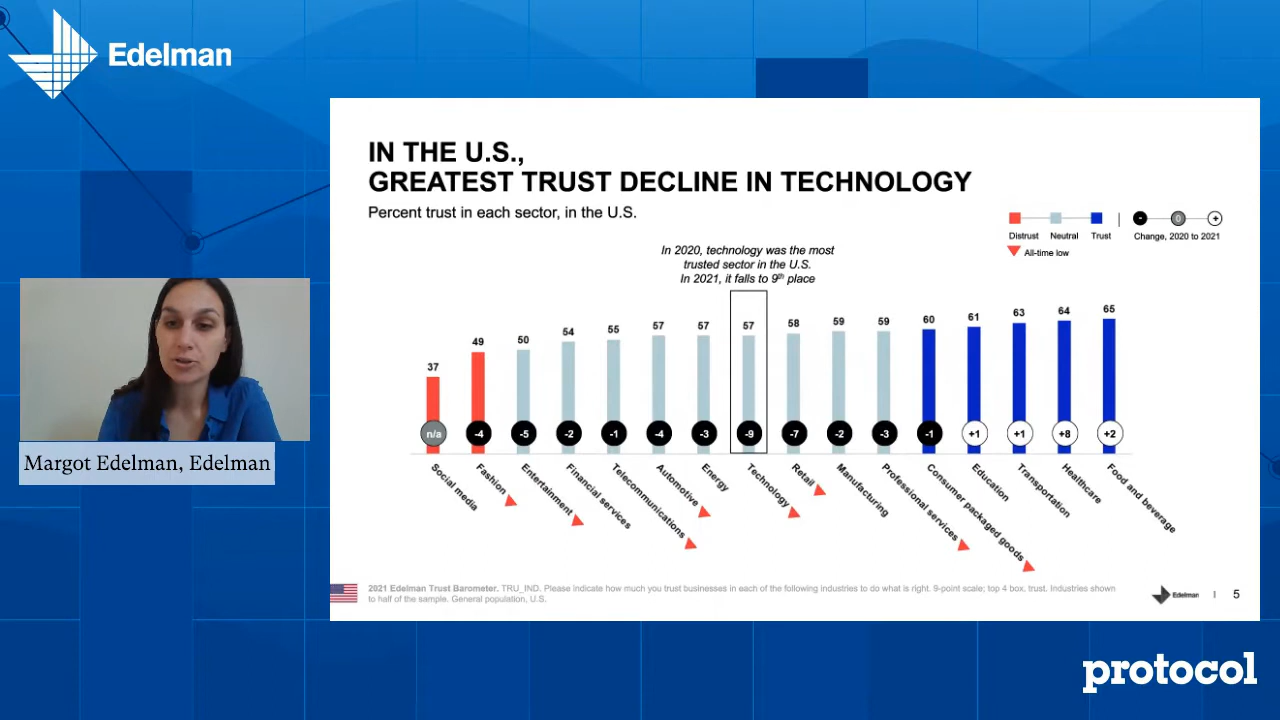 Edelman
IN THE U.S.,
GREATEST TRUST DECLINE IN TECHNOLOGY
Percent trust in each sector, in the U.S.
Distrust Neutral Trust
- 0 +
Change, 2020 to 2021
All-time low
In 2020, technology was the most
trusted sector in the U.S.
In 2021, it falls to 9th place
37 49 50 54 55 57 57 57 58 59 59 60 61 63 64 65
n/a -4 -5 -2 -1 -4 -3 -9 -7 -2 -3 -1 +1 +1 +8 +2
Social media
Fashion
Entertainment
Financial services
Telecommunications
Automotive
Energy
Technology
Retail
Manufacturing
Professional services
Consumer packaged goods
Education
Transportation
Healthcare
Food and beverage
2021 Edelman Trust Barometer. TRU_IND. Please indicate how much you trust businesses in each of the following industries to do what is right. 9-point scale; top 4 box, trust. Industries shown
to half of the sample. General population, U.S.
Edelman | 5
Margot Edelman, Edelman
protocol